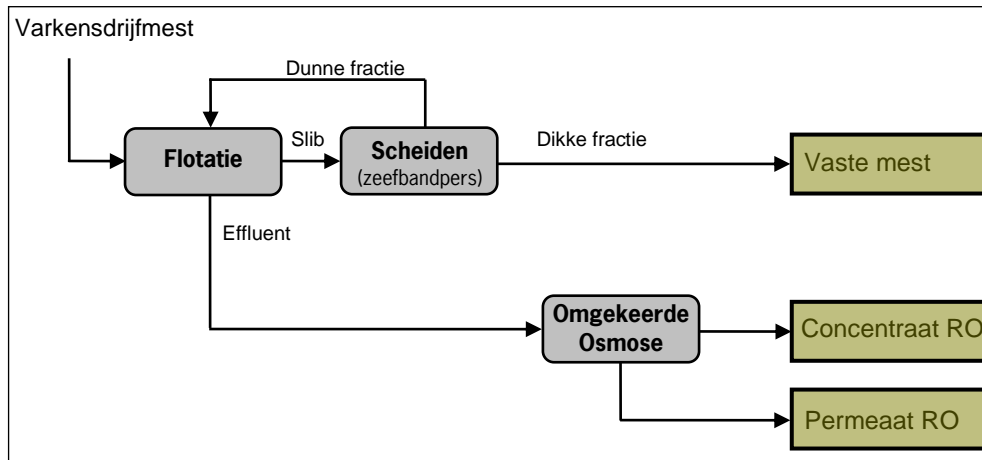 Varkensdrijfmest
Dunne fractie
Flotatie
Slib
Scheiden
(zeefbandpers)
Dikke fractie
Vaste mest
Effluent
Omgekeerde
Osmose
Concentraat RO
Permeaat RO